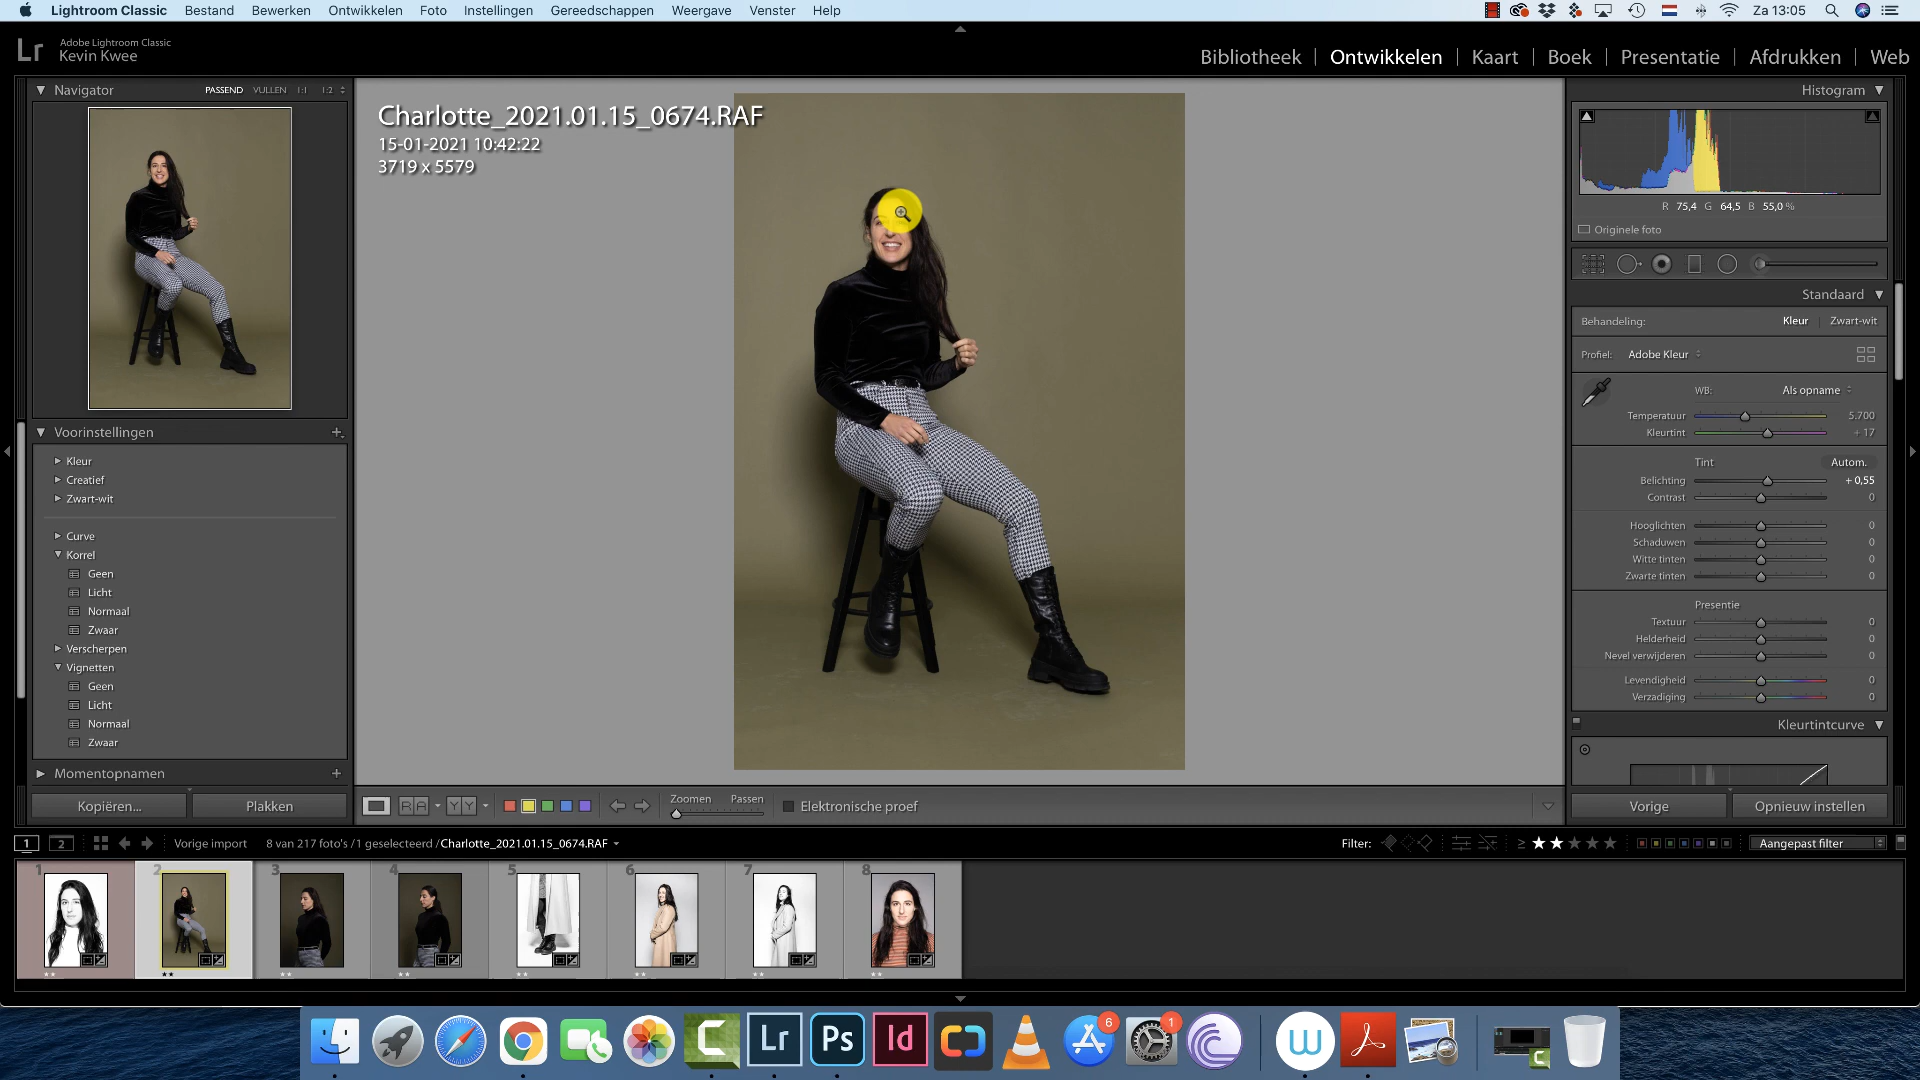 Lightroom Classic Bestand Bewerken Ontwikkelen Foto Instellingen Gereedschappen Weergave Venster Help Za 13:05
Lr Adobe Lightroom Classic
Kevin Kwee
Bibliotheek | Ontwikkelen | Kaart | Boek | Presentatie | Afdrukken | Web
Navigator PASSEND VULLEN 1:1 1:2
Charlotte_2021.01.15_0674.RAF
15-01-2021 10:42:22
3719 x 5579
Voorinstellingen +
Kleur
Creatief
Zwart-wit
Curve
Korrel
Geen
Licht
Normaal
Zwaar
Verscherpen
Vignetten
Geen
Licht
Normaal
Zwaar
Momentopnamen +
Kopiëren... Plakken
Histogram
R 75,4 G 64,5 B 55,0 %
Originele foto
Standaard
Behandeling: Kleur | Zwart-wit
Profiel: Adobe Kleur
WB: Als opname
Temperatuur 5.700
Kleurtint + 17
Tint Autom.
Belichting + 0,55
Contrast 0
Hooglichten 0
Schaduwen 0
Witte tinten 0
Zwarte tinten 0
Presentie
Textuur 0
Helderheid 0
Nevel verwijderen 0
Levendigheid 0
Verzadiging 0
Kleurtintcurve
Vorige Opnieuw instellen
R A Y Y Zoomen Passen Elektronische proef
1 2 Vorige import 8 van 217 foto's /1 geselecteerd /Charlotte_2021.01.15_0674.RAF Filter: ≥ Aangepast filter
1 2 3 4 5 6 7 8
C Lr Ps Id 6 1 W
C